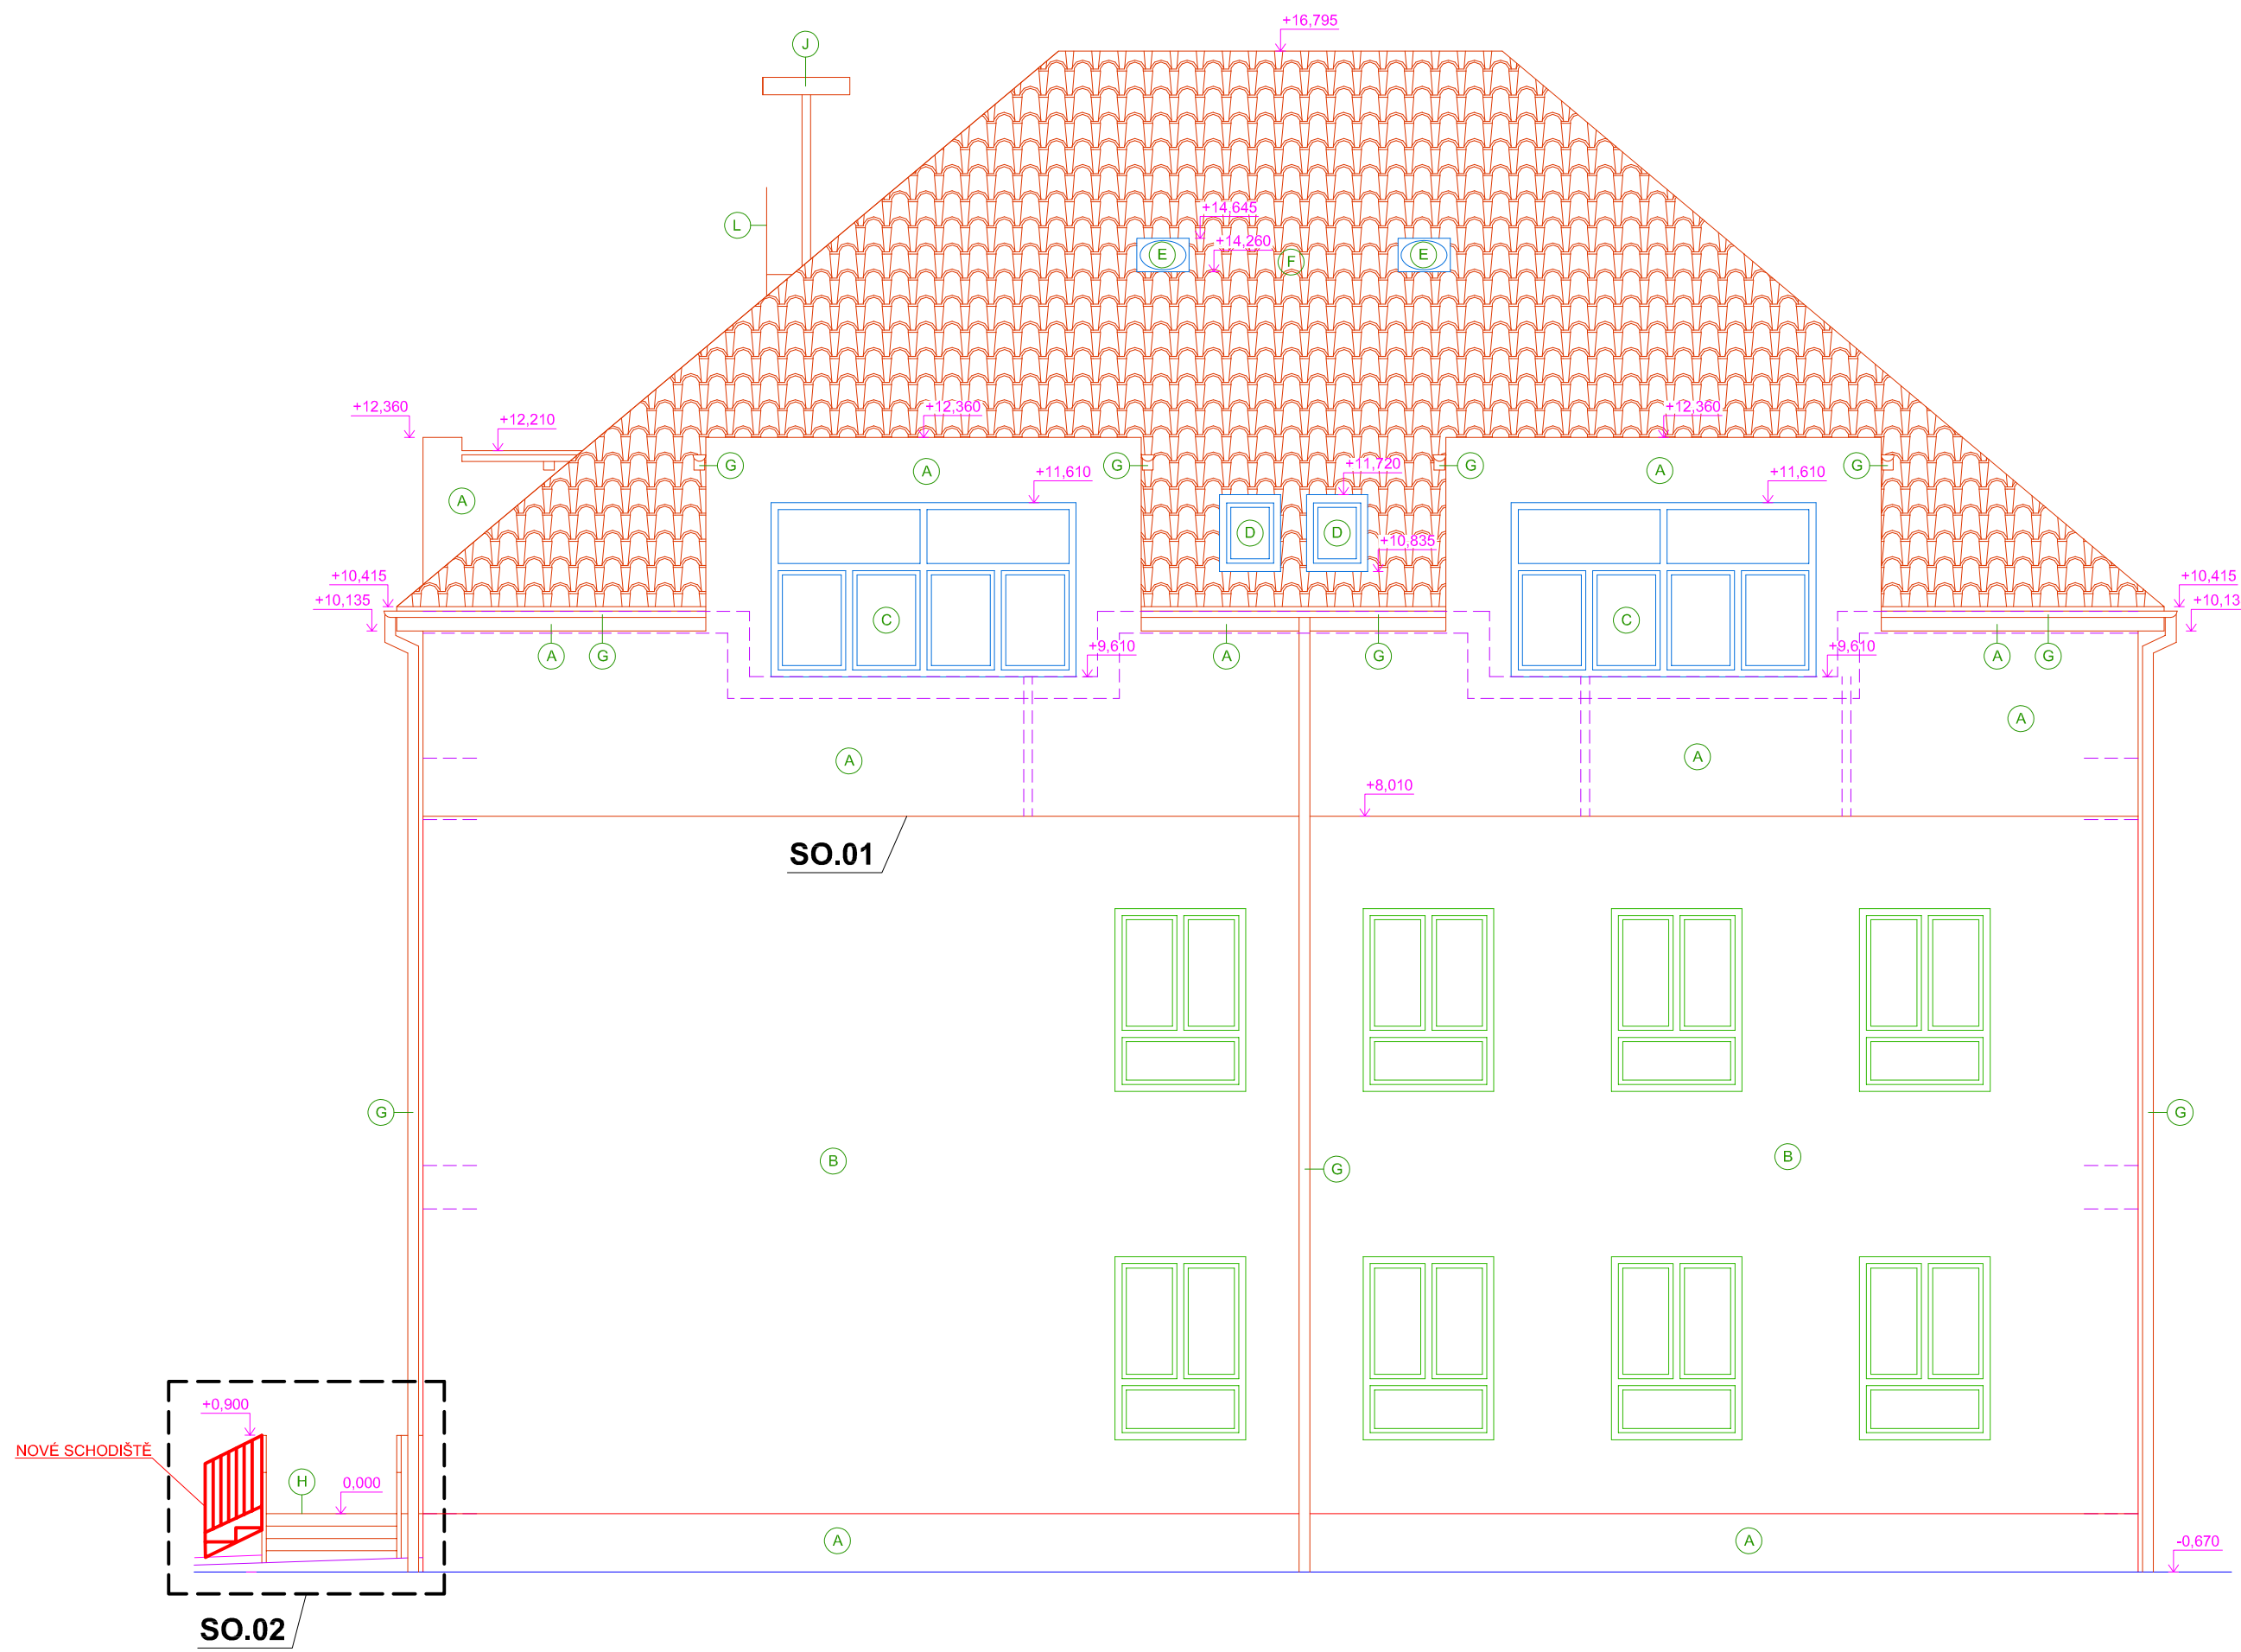 +16,795
J
+14,645
L
+14,260
E
F
E
+12,360
+12,360
+12,360
+12,210
G
A
G
G
A
G
+11,720
+11,610
+11,610
A
D
D
+10,835
+10,415
+10,415
+10,135
+10,13
C
C
+9,610
+9,610
A
G
A
G
A
G
A
A
A
+8,010
SO.01
G
G
B
G
B
+0,900
NOVÉ SCHODIŠTĚ
H
0,000
A
A
-0,670
SO.02